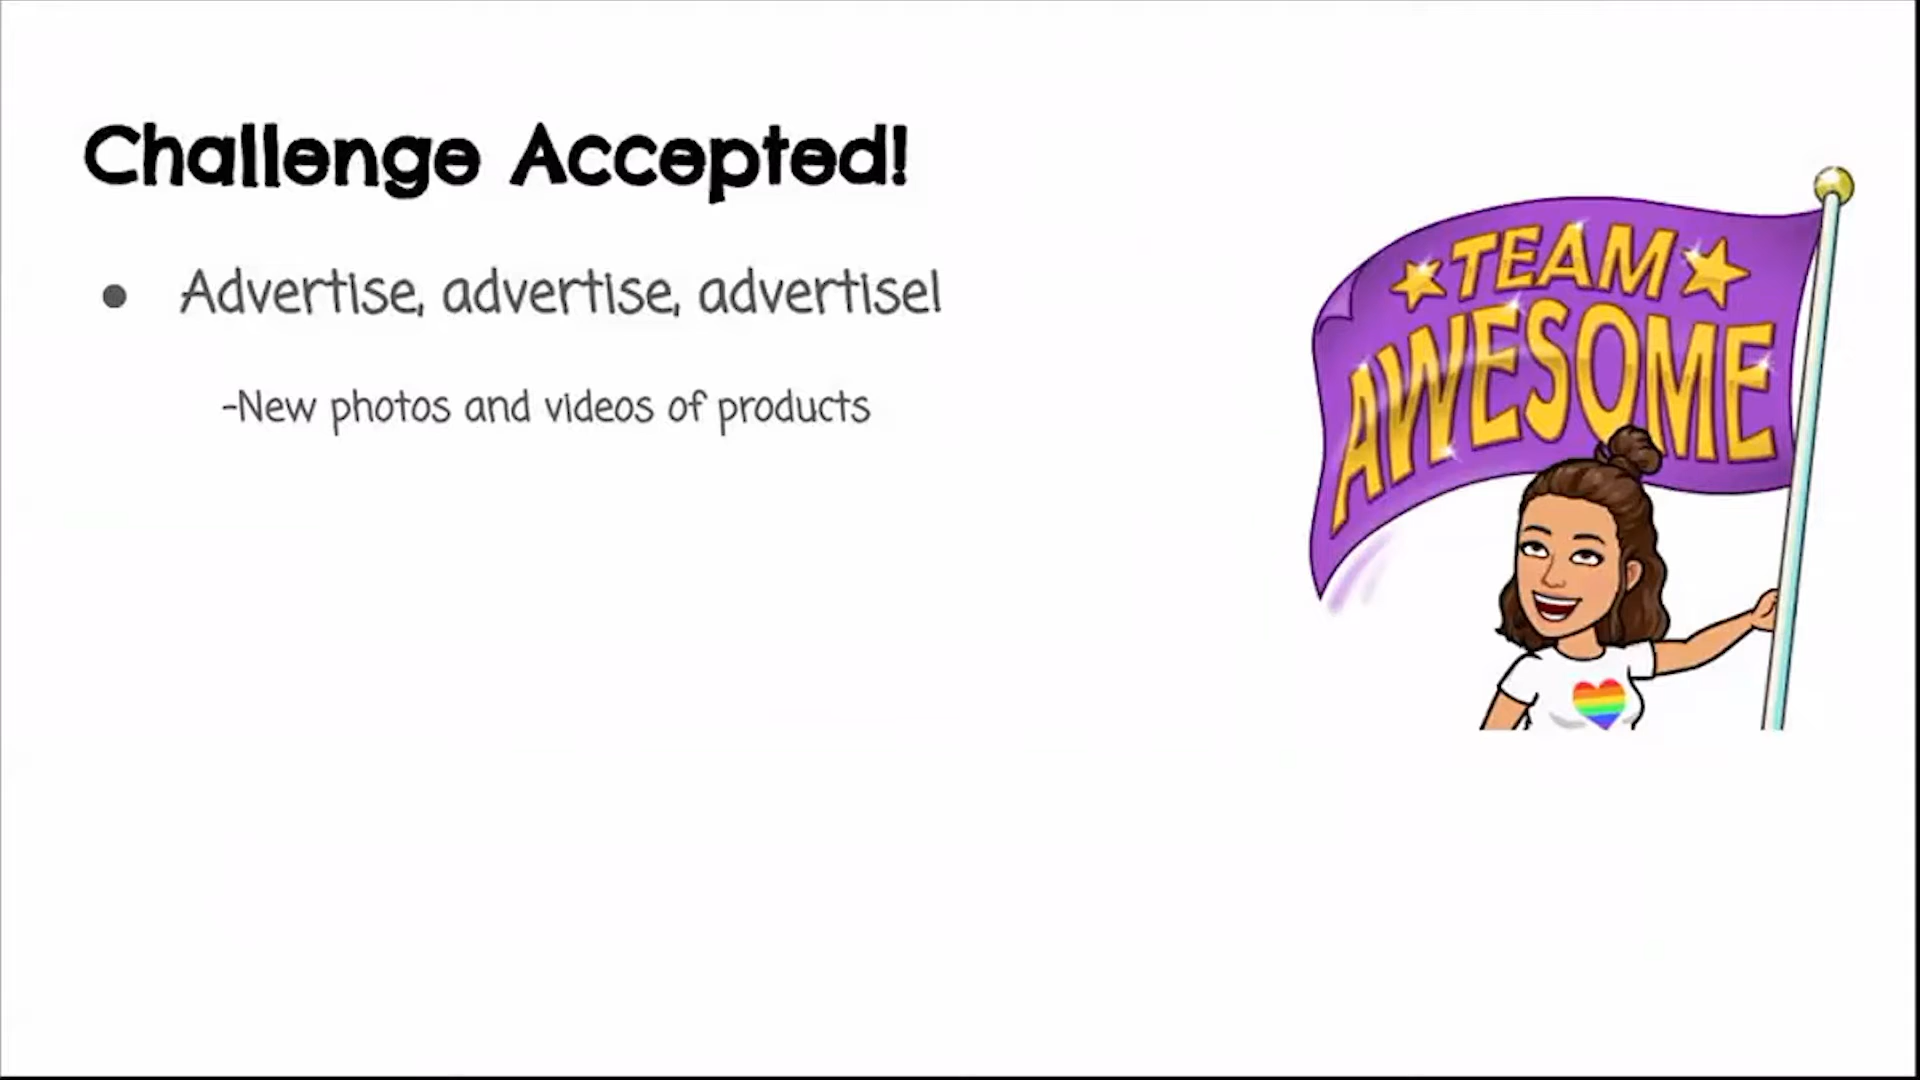 Challenge Accepted!
● Advertise, advertise, advertise!
-New photos and videos of products
TEAM
AWESOME